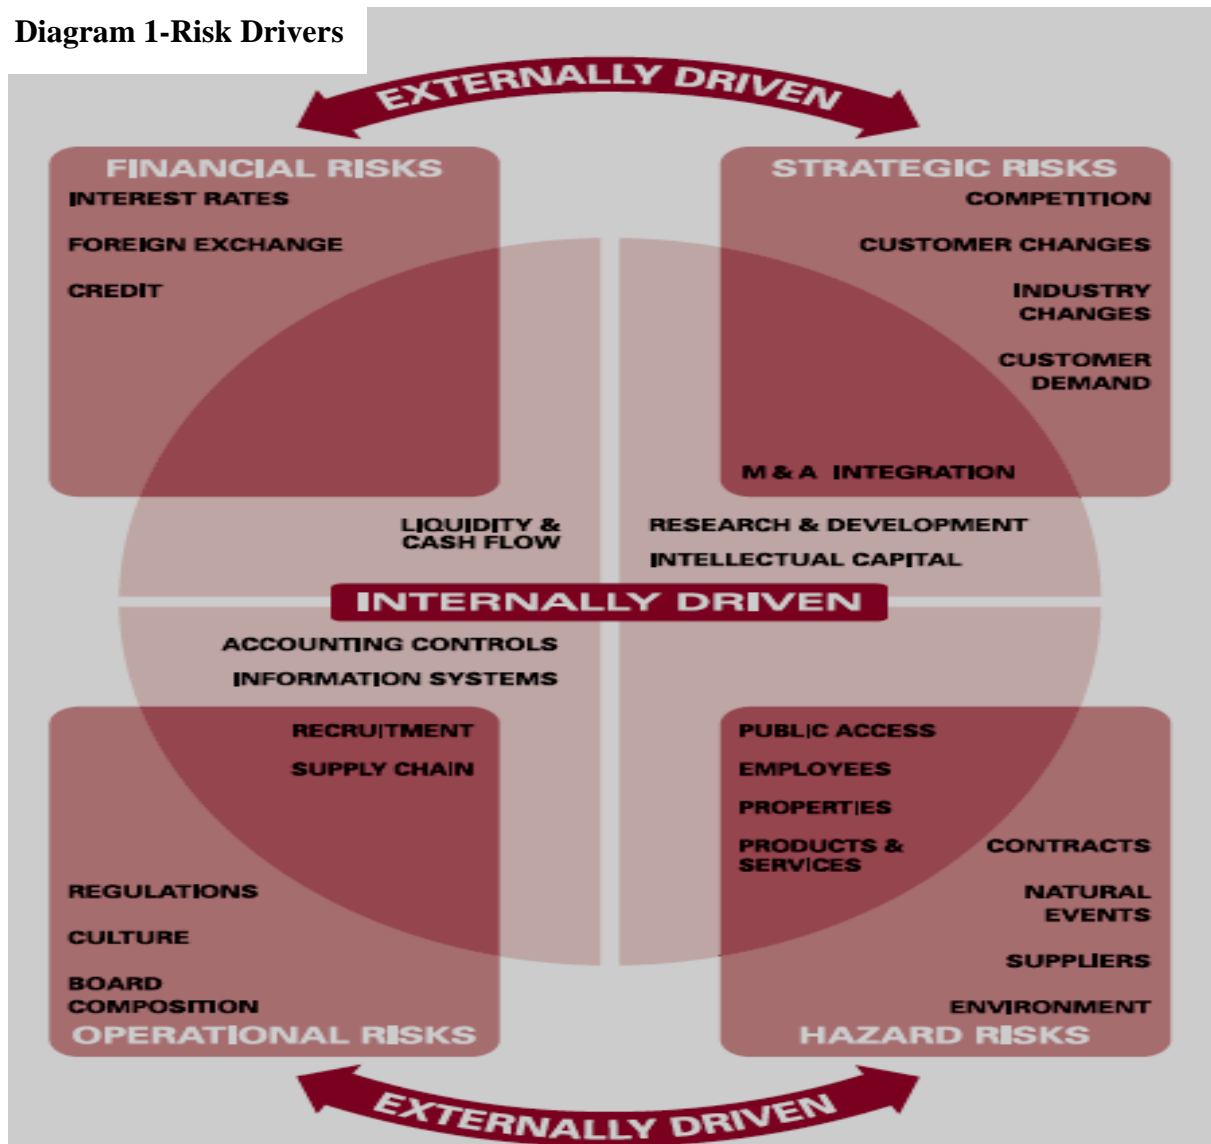 Diagram 1-Risk Drivers
EXTERNALLY DRIVEN
FINANCIAL RISKS
INTEREST RATES
FOREIGN EXCHANGE
CREDIT
STRATEGIC RISKS
COMPETITION
CUSTOMER CHANGES
INDUSTRY
CHANGES
CUSTOMER
DEMAND
M & A INTEGRATION
LIQUIDITY &
CASH FLOW
RESEARCH & DEVELOPMENT
INTELLECTUAL CAPITAL
INTERNALLY DRIVEN
ACCOUNTING CONTROLS
INFORMATION SYSTEMS
RECRUITMENT
SUPPLY CHAIN
REGULATIONS
CULTURE
BOARD
COMPOSITION
OPERATIONAL RISKS
PUBLIC ACCESS
EMPLOYEES
PROPERTIES
PRODUCTS &
SERVICES
CONTRACTS
NATURAL
EVENTS
SUPPLIERS
ENVIRONMENT
HAZARD RISKS
EXTERNALLY DRIVEN